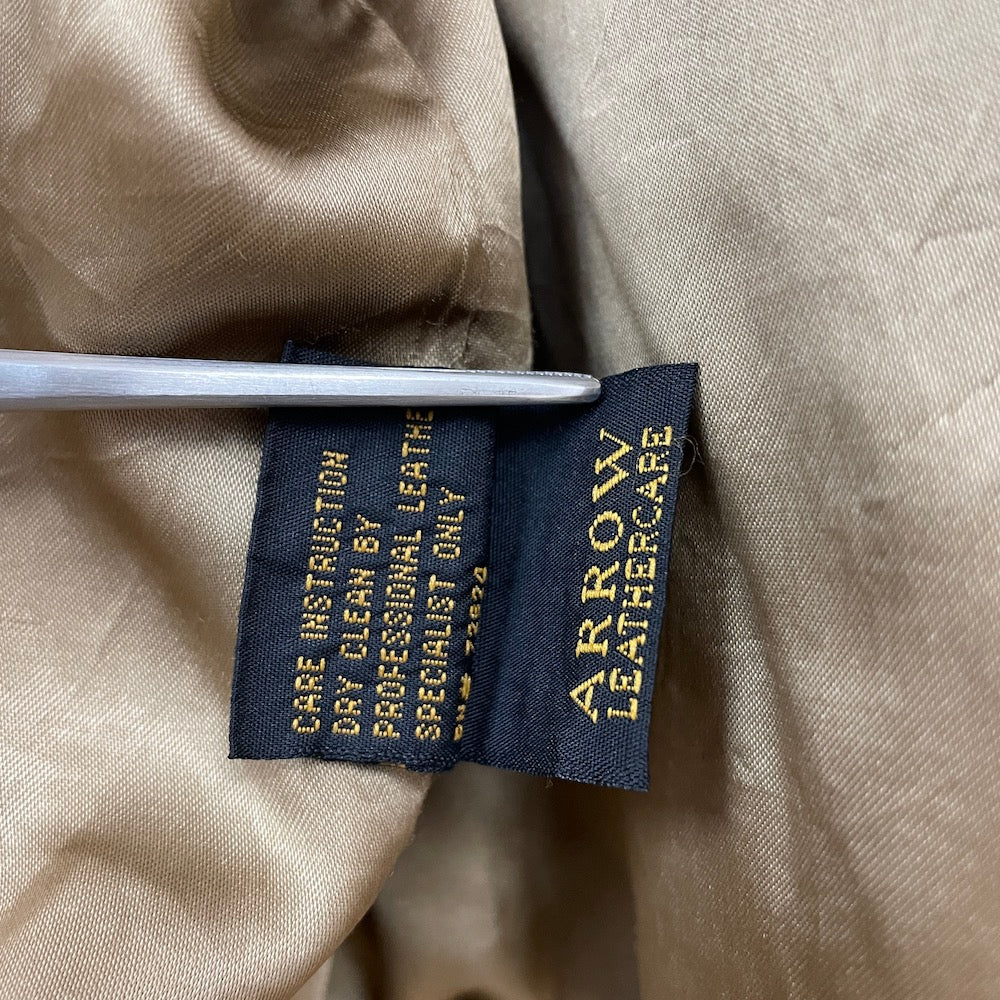 CARE INSTRUCTION
DRY CLEAN BY
PROFESSIONAL LEATHE
SPECIALIST ONLY
ARROW
LEATHERCARE